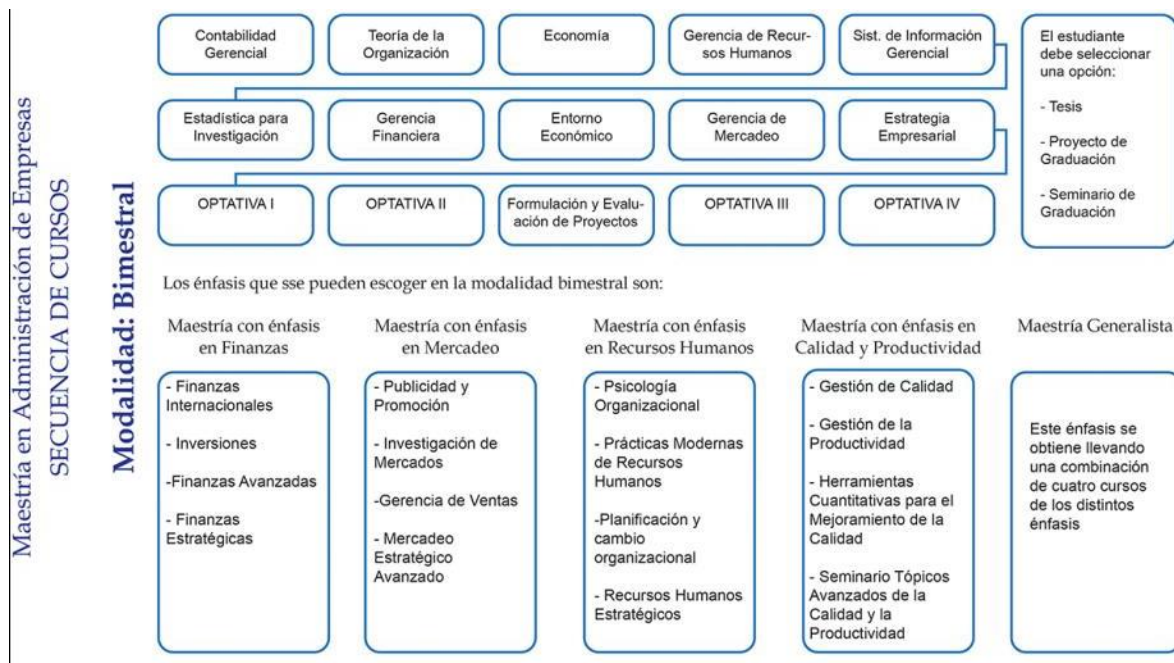 Maestría en Administración de Empresas
SECUENCIA DE CURSOS
Modalidad: Bimestral
Contabilidad
Gerencial
Teoría de la
Organización
Economía
Gerencia de Recur-
sos Humanos
Sist. de Información
Gerencial
El estudiante
debe seleccionar
una opción:
- Tesis
- Proyecto de
Graduación
- Seminario de
Graduación
Estadística para
Investigación
Gerencia
Financiera
Entorno
Económico
Gerencia de
Mercadeo
Estrategia
Empresarial
OPTATIVA I
OPTATIVA II
Formulación y Evalu-
ación de Proyectos
OPTATIVA III
OPTATIVA IV
Los énfasis que sse pueden escoger en la modalidad bimestral son:
Maestría con énfasis
en Finanzas
- Finanzas
Internacionales
- Inversiones
-Finanzas Avanzadas
- Finanzas
Estratégicas
Maestría con énfasis
en Mercadeo
- Publicidad y
Promoción
- Investigación de
Mercados
-Gerencia de Ventas
- Mercadeo
Estratégico
Avanzado
Maestría con énfasis
en Recursos Humanos
- Psicología
Organizacional
- Prácticas Modernas
de Recursos
Humanos
-Planificación y
cambio
organizacional
- Recursos Humanos
Estratégicos
Maestría con énfasis en
Calidad y Productividad
- Gestión de Calidad
- Gestión de la
Productividad
- Herramientas
Cuantitativas para el
Mejoramiento de la
Calidad
- Seminario Tópicos
Avanzados de la
Calidad y la
Productividad
Maestría Generalista
Este énfasis se
obtiene llevando
una combinación
de cuatro cursos
de los distintos
énfasis